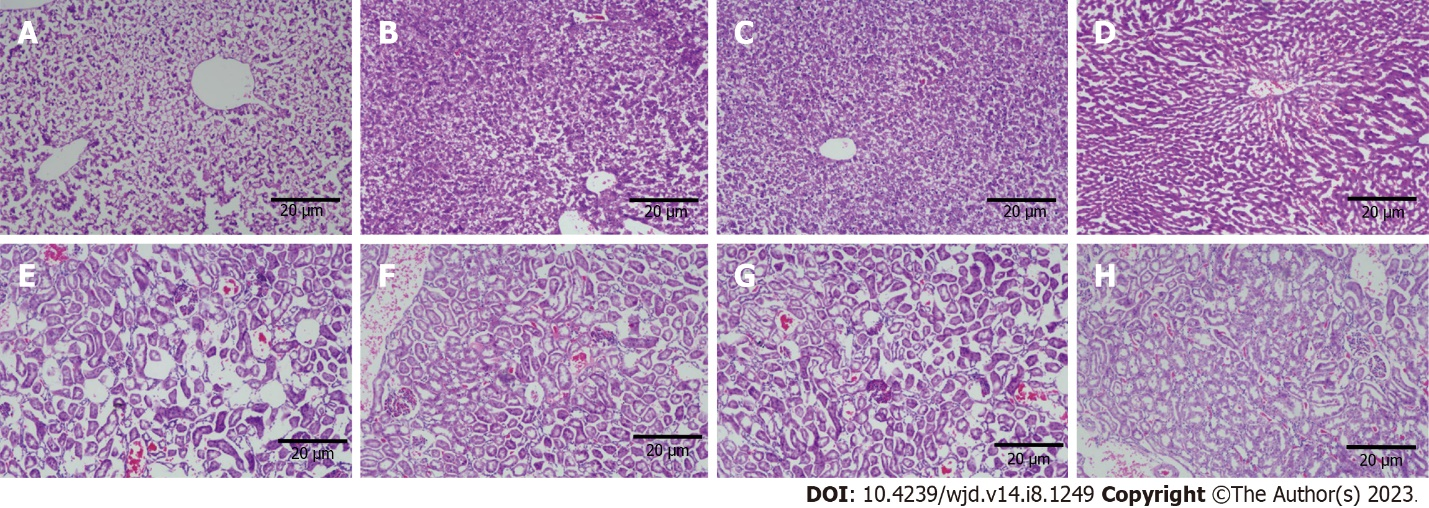 A
B
C
D
20 µm
20 µm
20 µm
20 µm
E
F
G
H
20 µm
20 µm
20 µm
20 µm
DOI: 10.4239/wjd.v14.i8.1249 Copyright ©The Author(s) 2023.